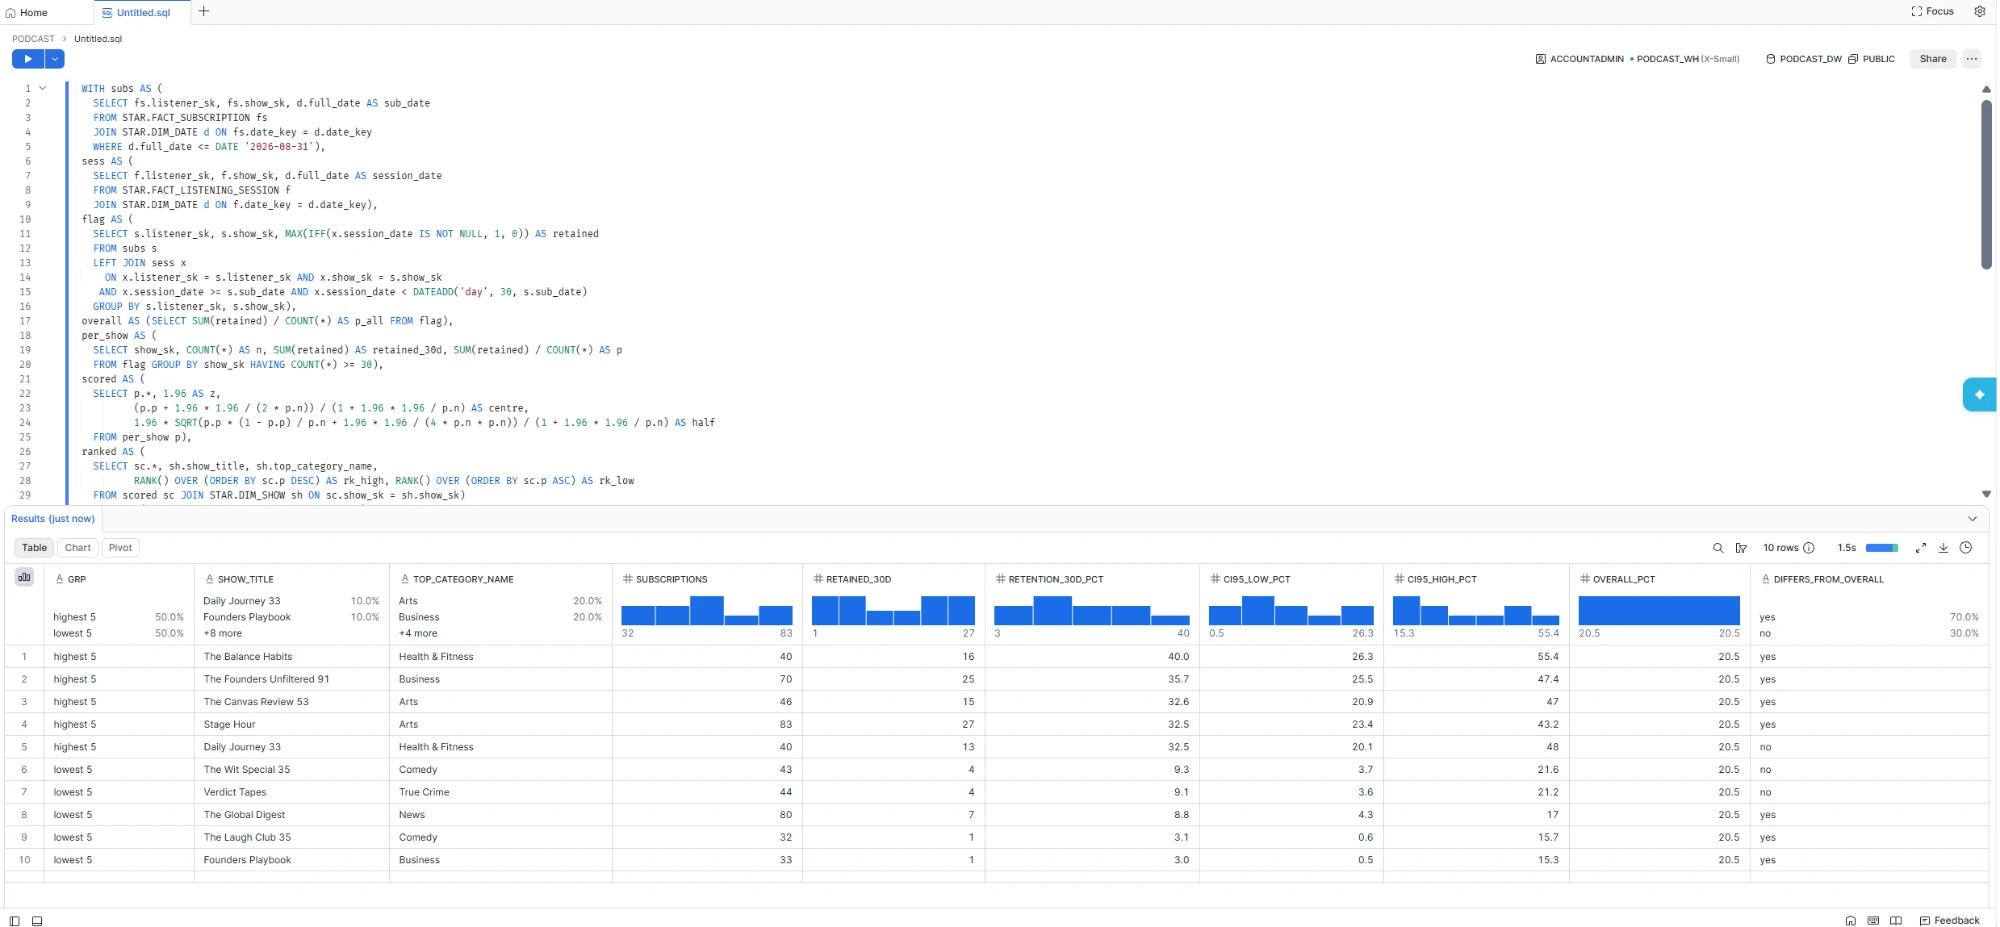 Home
Untitled.sql
Focus
PODCAST > Untitled.sql
ACCOUNTADMIN • PODCAST_WH (X-Small) PODCAST_DW PUBLIC Share ...
1 WITH subs AS (
2 SELECT fs.listener_sk, fs.show_sk, d.full_date AS sub_date
3 FROM STAR.FACT_SUBSCRIPTION fs
4 JOIN STAR.DIM_DATE d ON fs.date_key = d.date_key
5 WHERE d.full_date <= DATE '2026-08-31'),
6 sess AS (
7 SELECT f.listener_sk, f.show_sk, d.full_date AS session_date
8 FROM STAR.FACT_LISTENING_SESSION f
9 JOIN STAR.DIM_DATE d ON f.date_key = d.date_key),
10 flag AS (
11 SELECT s.listener_sk, s.show_sk, MAX(IFF(x.session_date IS NOT NULL, 1, 0)) AS retained
12 FROM subs s
13 LEFT JOIN sess x
14 ON x.listener_sk = s.listener_sk AND x.show_sk = s.show_sk
15 AND x.session_date >= s.sub_date AND x.session_date < DATEADD('day', 30, s.sub_date)
16 GROUP BY s.listener_sk, s.show_sk),
17 overall AS (SELECT SUM(retained) / COUNT(*) AS p_all FROM flag),
18 per_show AS (
19 SELECT show_sk, COUNT(*) AS n, SUM(retained) AS retained_30d, SUM(retained) / COUNT(*) AS p
20 FROM flag GROUP BY show_sk HAVING COUNT(*) >= 30),
21 scored AS (
22 SELECT p.*, 1.96 AS z,
23 (p.p + 1.96 * 1.96 / (2 * p.n)) / (1 + 1.96 * 1.96 / p.n) AS centre,
24 1.96 * SQRT(p.p * (1 - p.p) / p.n + 1.96 * 1.96 / (4 * p.n * p.n)) / (1 + 1.96 * 1.96 / p.n) AS half
25 FROM per_show p),
26 ranked AS (
27 SELECT sc.*, sh.show_title, sh.top_category_name,
28 RANK() OVER (ORDER BY sc.p DESC) AS rk_high, RANK() OVER (ORDER BY sc.p ASC) AS rk_low
29 FROM scored sc JOIN STAR.DIM_SHOW sh ON sc.show_sk = sh.show_sk)
Results (just now)
Table Chart Pivot
10 rows 1.5s
GRP SHOW_TITLE TOP_CATEGORY_NAME SUBSCRIPTIONS RETAINED_30D RETENTION_30D_PCT CI95_LOW_PCT CI95_HIGH_PCT OVERALL_PCT DIFFERS_FROM_OVERALL
Daily Journey 33 10.0% Arts 20.0%
highest 5 50.0% Founders Playbook 10.0% Business 20.0% yes 70.0%
lowest 5 50.0% +8 more +4 more 32 83 1 27 3 40 0.5 26.3 15.3 55.4 20.5 20.5 no 30.0%
1 highest 5 The Balance Habits Health & Fitness 40 16 40.0 26.3 55.4 20.5 yes
2 highest 5 The Founders Unfiltered 91 Business 70 25 35.7 25.5 47.4 20.5 yes
3 highest 5 The Canvas Review 53 Arts 46 15 32.6 20.9 47 20.5 yes
4 highest 5 Stage Hour Arts 83 27 32.5 23.4 43.2 20.5 yes
5 highest 5 Daily Journey 33 Health & Fitness 40 13 32.5 20.1 48 20.5 no
6 lowest 5 The Wit Special 35 Comedy 43 4 9.3 3.7 21.6 20.5 no
7 lowest 5 Verdict Tapes True Crime 44 4 9.1 3.6 21.2 20.5 no
8 lowest 5 The Global Digest News 80 7 8.8 4.3 17 20.5 yes
9 lowest 5 The Laugh Club 35 Comedy 32 1 3.1 0.6 15.7 20.5 yes
10 lowest 5 Founders Playbook Business 33 1 3.0 0.5 15.3 20.5 yes
Feedback